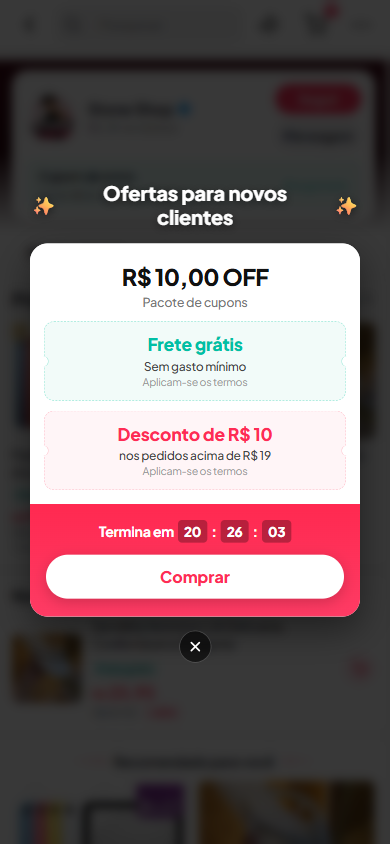 Ofertas para novos
clientes
R$ 10,00 OFF
Pacote de cupons
Frete grátis
Sem gasto mínimo
Aplicam-se os termos
Desconto de R$ 10
nos pedidos acima de R$ 19
Aplicam-se os termos
Termina em 20 : 26 : 03
Comprar